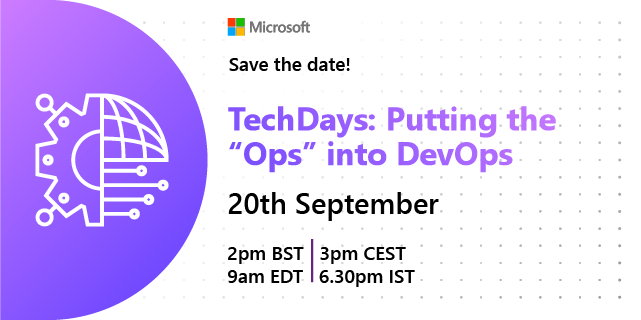 Microsoft
Save the date!
TechDays: Putting the
“Ops” into DevOps
20th September
2pm BST | 3pm CEST
9am EDT | 6.30pm IST